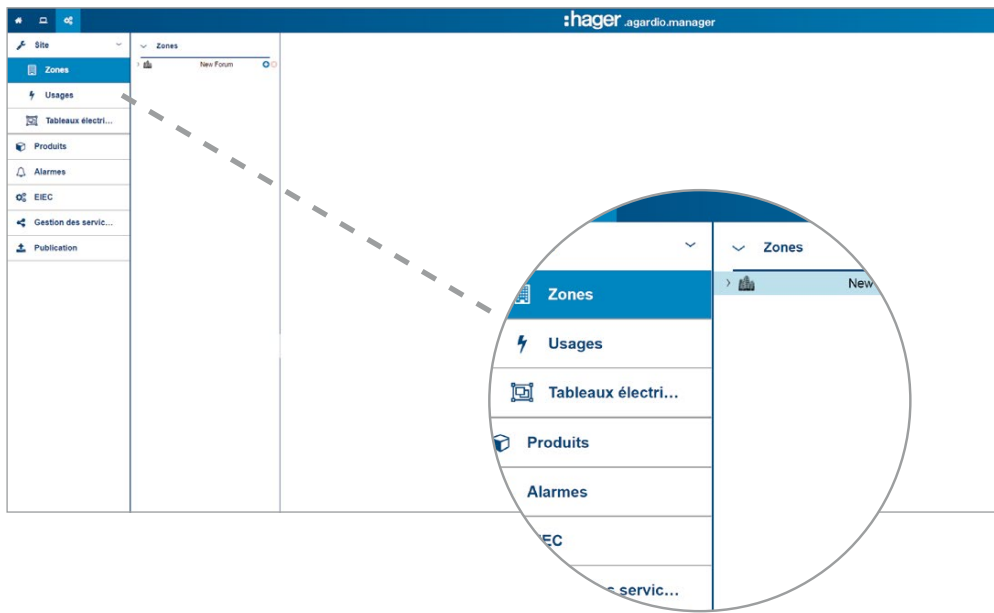 :hager .agardio.manager
Site
Zones
Usages
Tableaux électri...
Produits
Alarmes
EIEC
Gestion des servic...
Publication
Zones
New Forum
Zones
Usages
Tableaux électri...
Produits
Alarmes
EC
s servic...
Zones
New